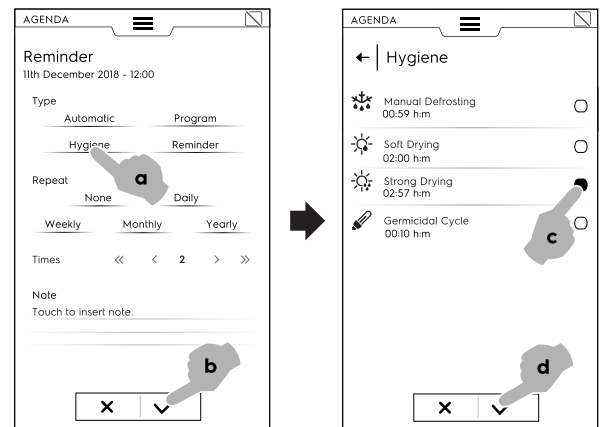 AGENDA
Reminder
11th December 2018 - 12:00
Type
Automatic Program
Hygiene Reminder
a
Repeat
None Daily
Weekly Monthly Yearly
Times « < 2 > »
Note
Touch to insert note.
b
AGENDA
Hygiene
Manual Defrosting
00:59 h:m
Soft Drying
02:00 h:m
Strong Drying
02:57 h:m
Germicidal Cycle
00:10 h:m
c
d